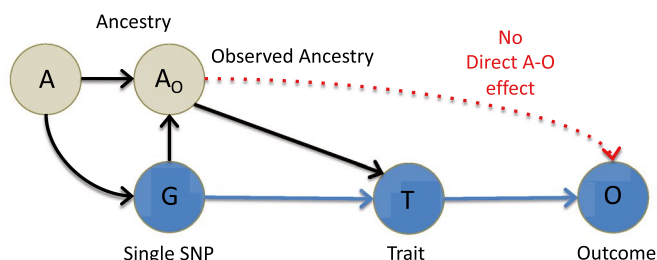 Ancestry
Observed Ancestry
No
Direct A-O
effect
A
A_O
G
T
O
Single SNP
Trait
Outcome